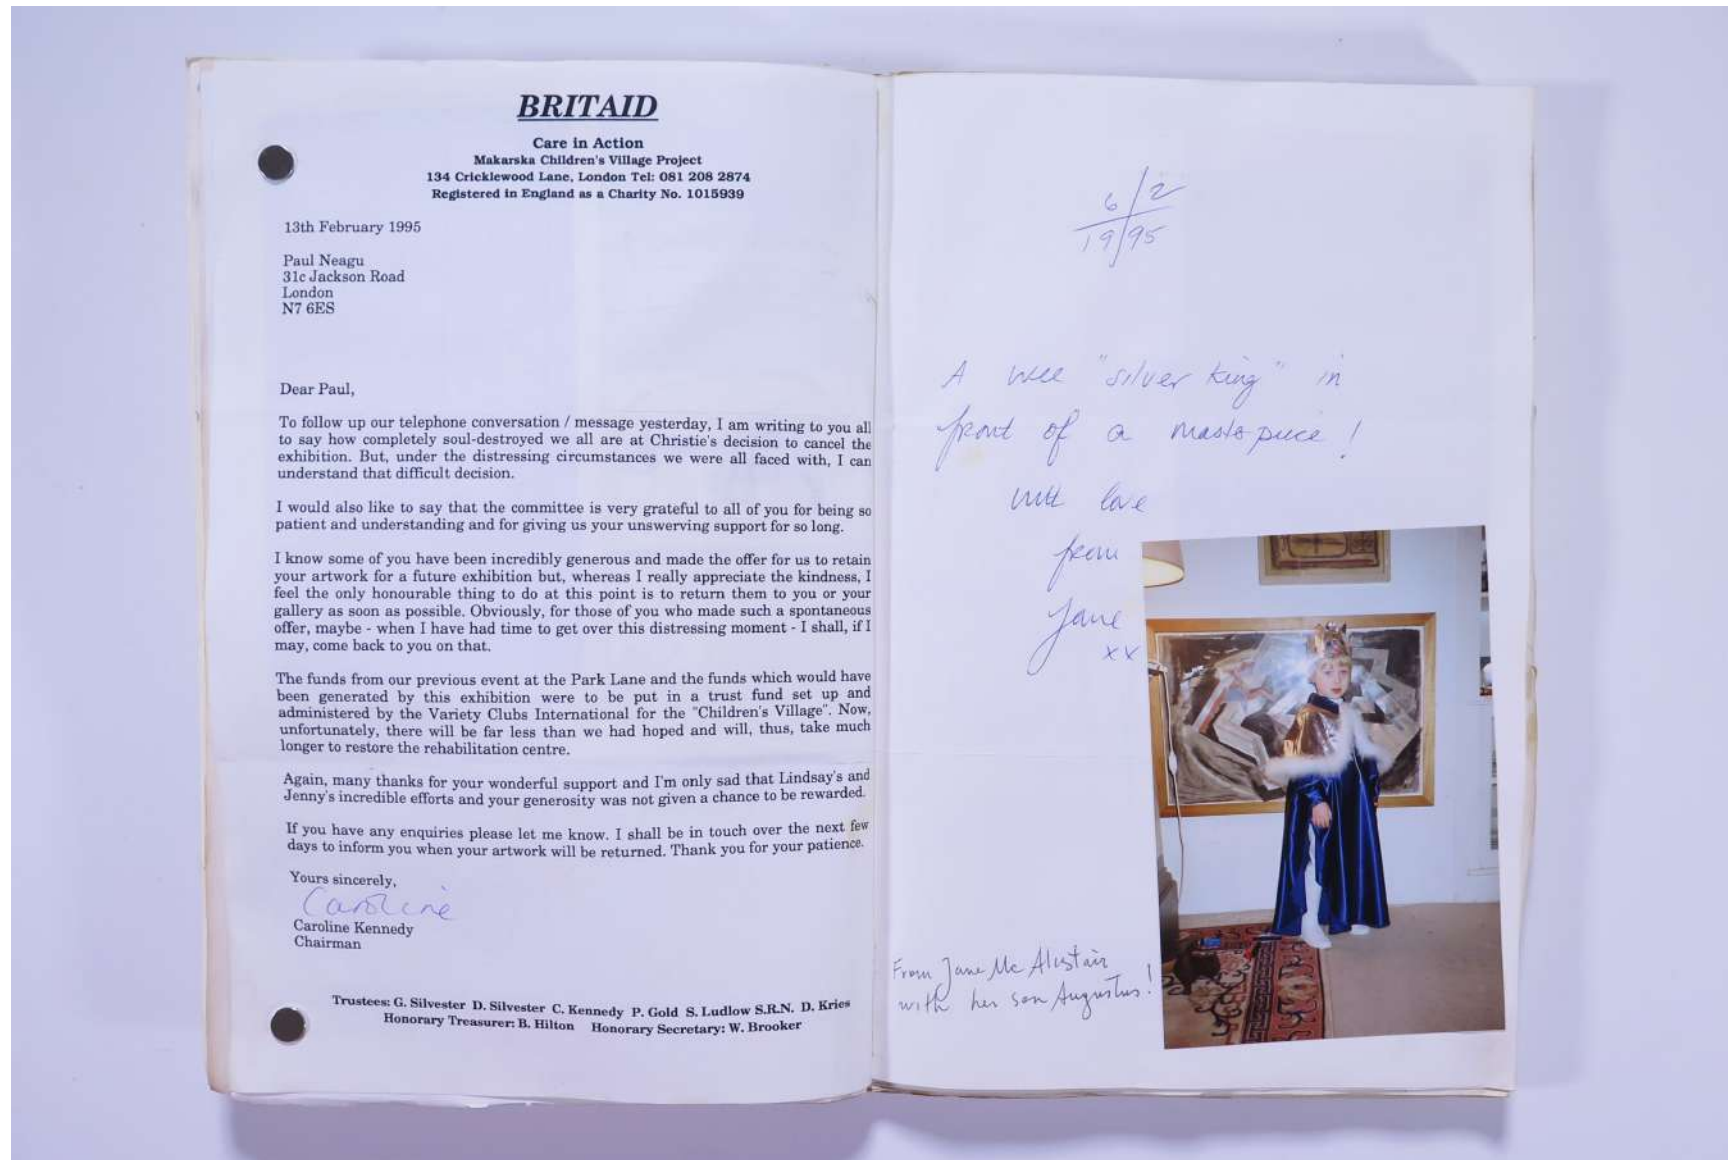 BRITAID
Care in Action
Makarska Children's Village Project
134 Cricklewood Lane, London Tel: 081 208 2874
Registered in England as a Charity No. 1015939
13th February 1995
Paul Neagu
31c Jackson Road
London
N7 6ES
Dear Paul,
To follow up our telephone conversation / message yesterday, I am writing to you all
to say how completely soul-destroyed we all are at Christie's decision to cancel the
exhibition. But, under the distressing circumstances we were all faced with, I can
understand that difficult decision.
I would also like to say that the committee is very grateful to all of you for being so
patient and understanding and for giving us your unswerving support for so long.
I know some of you have been incredibly generous and made the offer for us to retain
your artwork for a future exhibition but, whereas I really appreciate the kindness, I
feel the only honourable thing to do at this point is to return them to you or your
gallery as soon as possible. Obviously, for those of you who made such a spontaneous
offer, maybe - when I have had time to get over this distressing moment - I shall, if I
may, come back to you on that.
The funds from our previous event at the Park Lane and the funds which would have
been generated by this exhibition were to be put in a trust fund set up and
administered by the Variety Clubs International for the "Children's Village". Now,
unfortunately, there will be far less than we had hoped and will, thus, take much
longer to restore the rehabilitation centre.
Again, many thanks for your wonderful support and I'm only sad that Lindsay's and
Jenny's incredible efforts and your generosity was not given a chance to be rewarded.
If you have any enquiries please let me know. I shall be in touch over the next few
days to inform you when your artwork will be returned. Thank you for your patience.
Yours sincerely,
Caroline
Caroline Kennedy
Chairman
Trustees: G. Silvester D. Silvester C. Kennedy P. Gold S. Ludlow S.R.N. D. Kries
Honorary Treasurer: B. Hilton Honorary Secretary: W. Brooker
6/2
19/95
A wee "silver king" in
front of a masterpiece!
with love
from
Jane
xx
From Jane Mc Alistair
with her son Augustus!